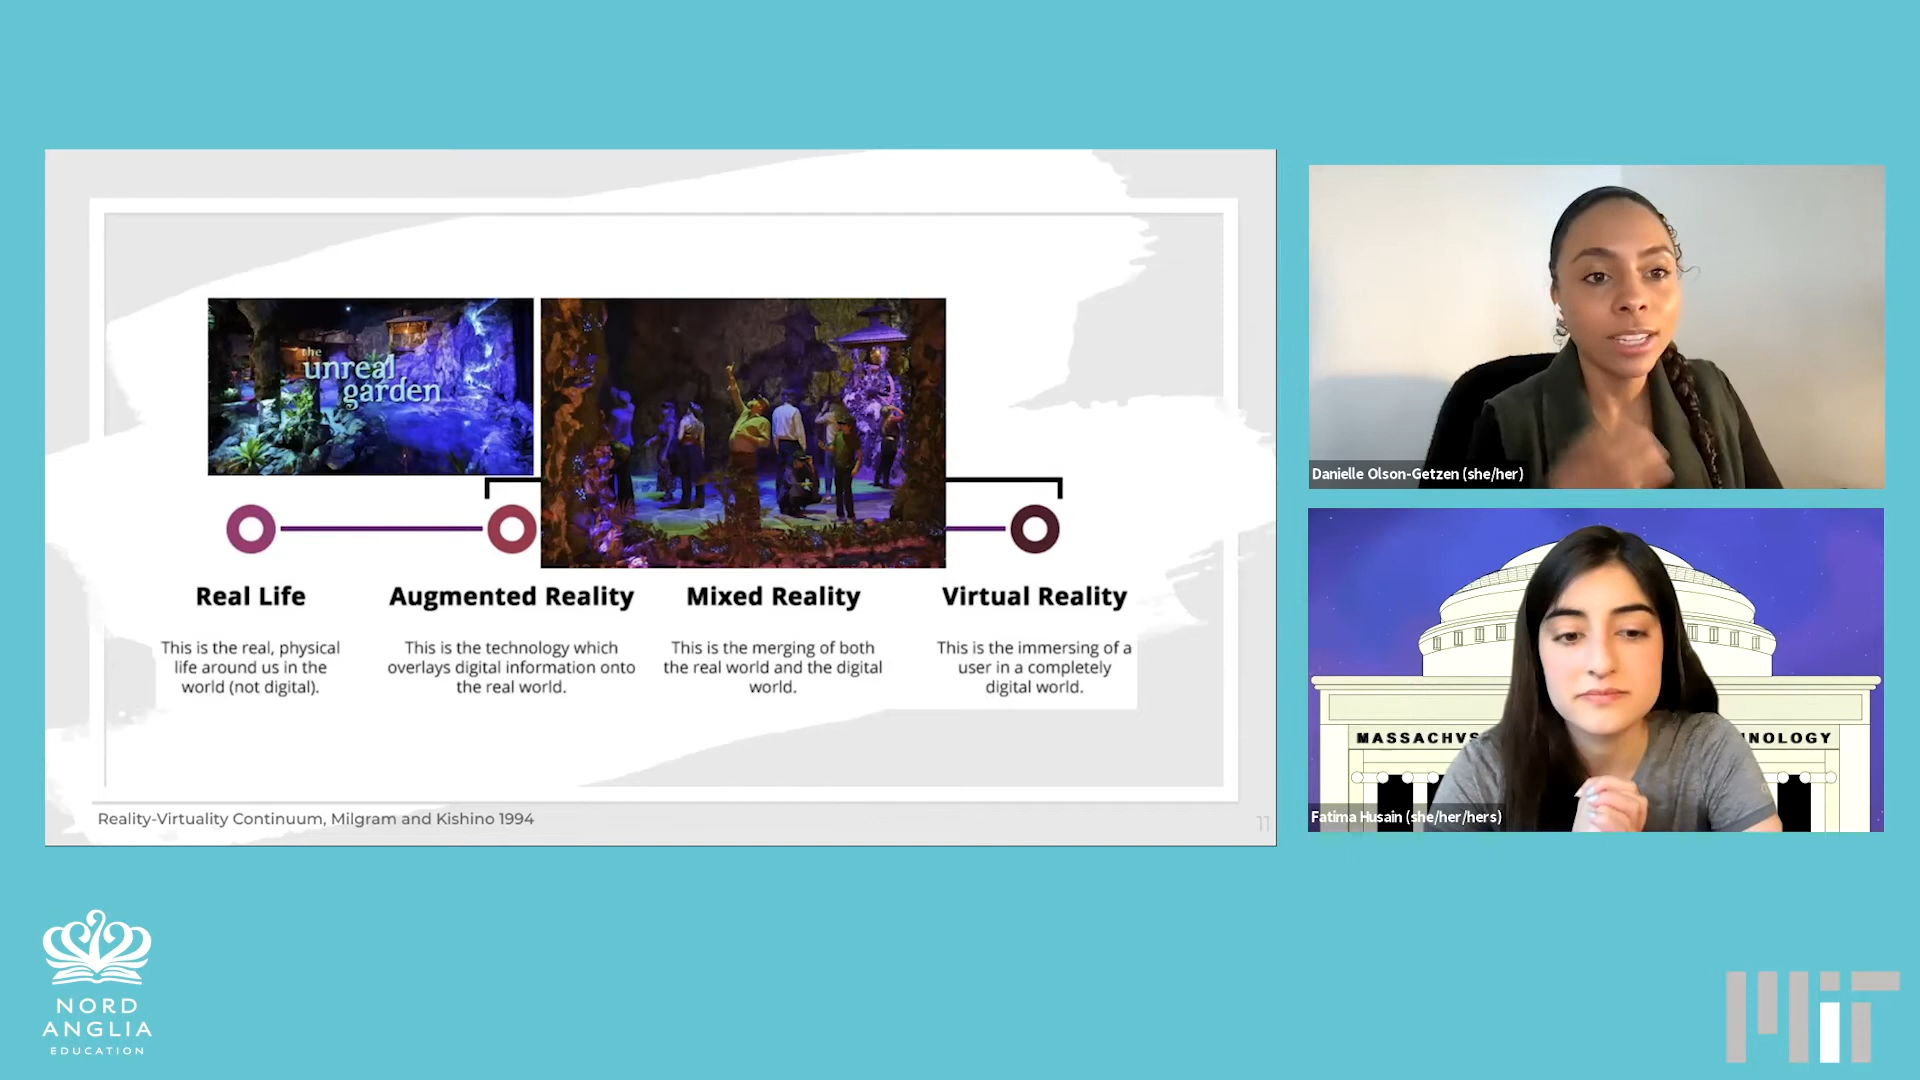 the
unreal
garden
Real Life
Augmented Reality
Mixed Reality
Virtual Reality
This is the real, physical
life around us in the
world (not digital).
This is the technology which
overlays digital information onto
the real world.
This is the merging of both
the real world and the digital
world.
This is the immersing of a
user in a completely
digital world.
Reality-Virtuality Continuum, Milgram and Kishino 1994
11
Danielle Olson-Getzen (she/her)
MASSACHVS NOLOGY
Fatima Husain (she/her/hers)
NORD
ANGLIA
EDUCATION
MIT